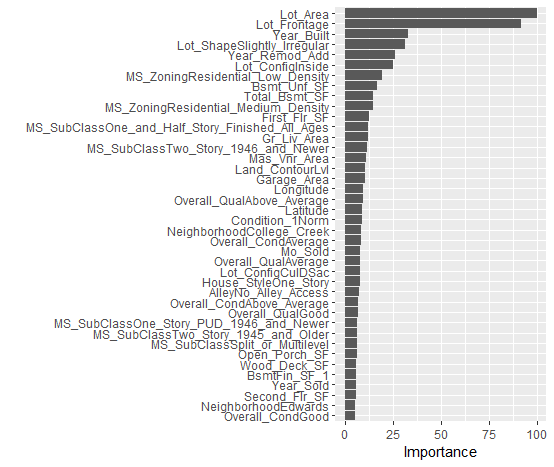 Lot_Area
Lot_Frontage
Year_Built
Lot_ShapeSlightly_Irregular
Year_Remod_Add
Lot_ConfigInside
MS_ZoningResidential_Low_Density
Bsmt_Unf_SF
Total_Bsmt_SF
MS_ZoningResidential_Medium_Density
First_Flr_SF
MS_SubClassOne_and_Half_Story_Finished_All_Ages
Gr_Liv_Area
MS_SubClassTwo_Story_1946_and_Newer
Mas_Vnr_Area
Land_ContourLvl
Garage_Area
Longitude
Overall_QualAbove_Average
Latitude
Condition_1Norm
NeighborhoodCollege_Creek
Overall_CondAverage
Mo_Sold
Overall_QualAverage
Lot_ConfigCulDSac
House_StyleOne_Story
AlleyNo_Alley_Access
Overall_CondAbove_Average
Overall_QualGood
MS_SubClassOne_Story_PUD_1946_and_Newer
MS_SubClassTwo_Story_1945_and_Older
MS_SubClassSplit_or_Multilevel
Open_Porch_SF
Wood_Deck_SF
BsmtFin_SF_1
Year_Sold
Second_Flr_SF
NeighborhoodEdwards
Overall_CondGood
0 25 50 75 100
Importance